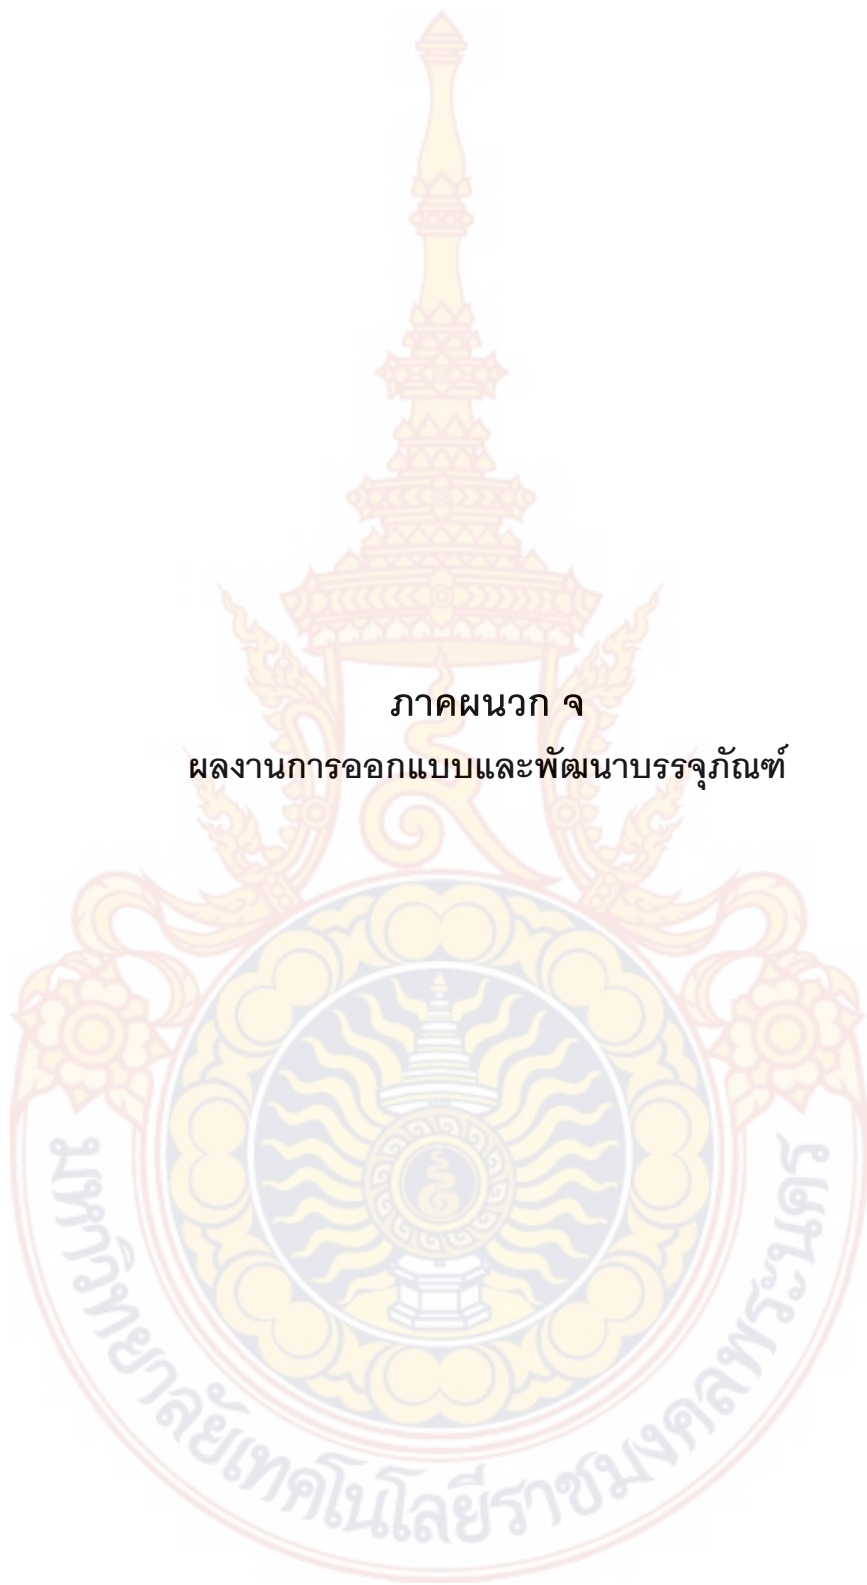 ภาคผนวก จ
ผลงานการออกแบบและพัฒนาบรรจุภัณฑ์
มหาวิทยาลัยเทคโนโลยีราชมงคลพระนคร